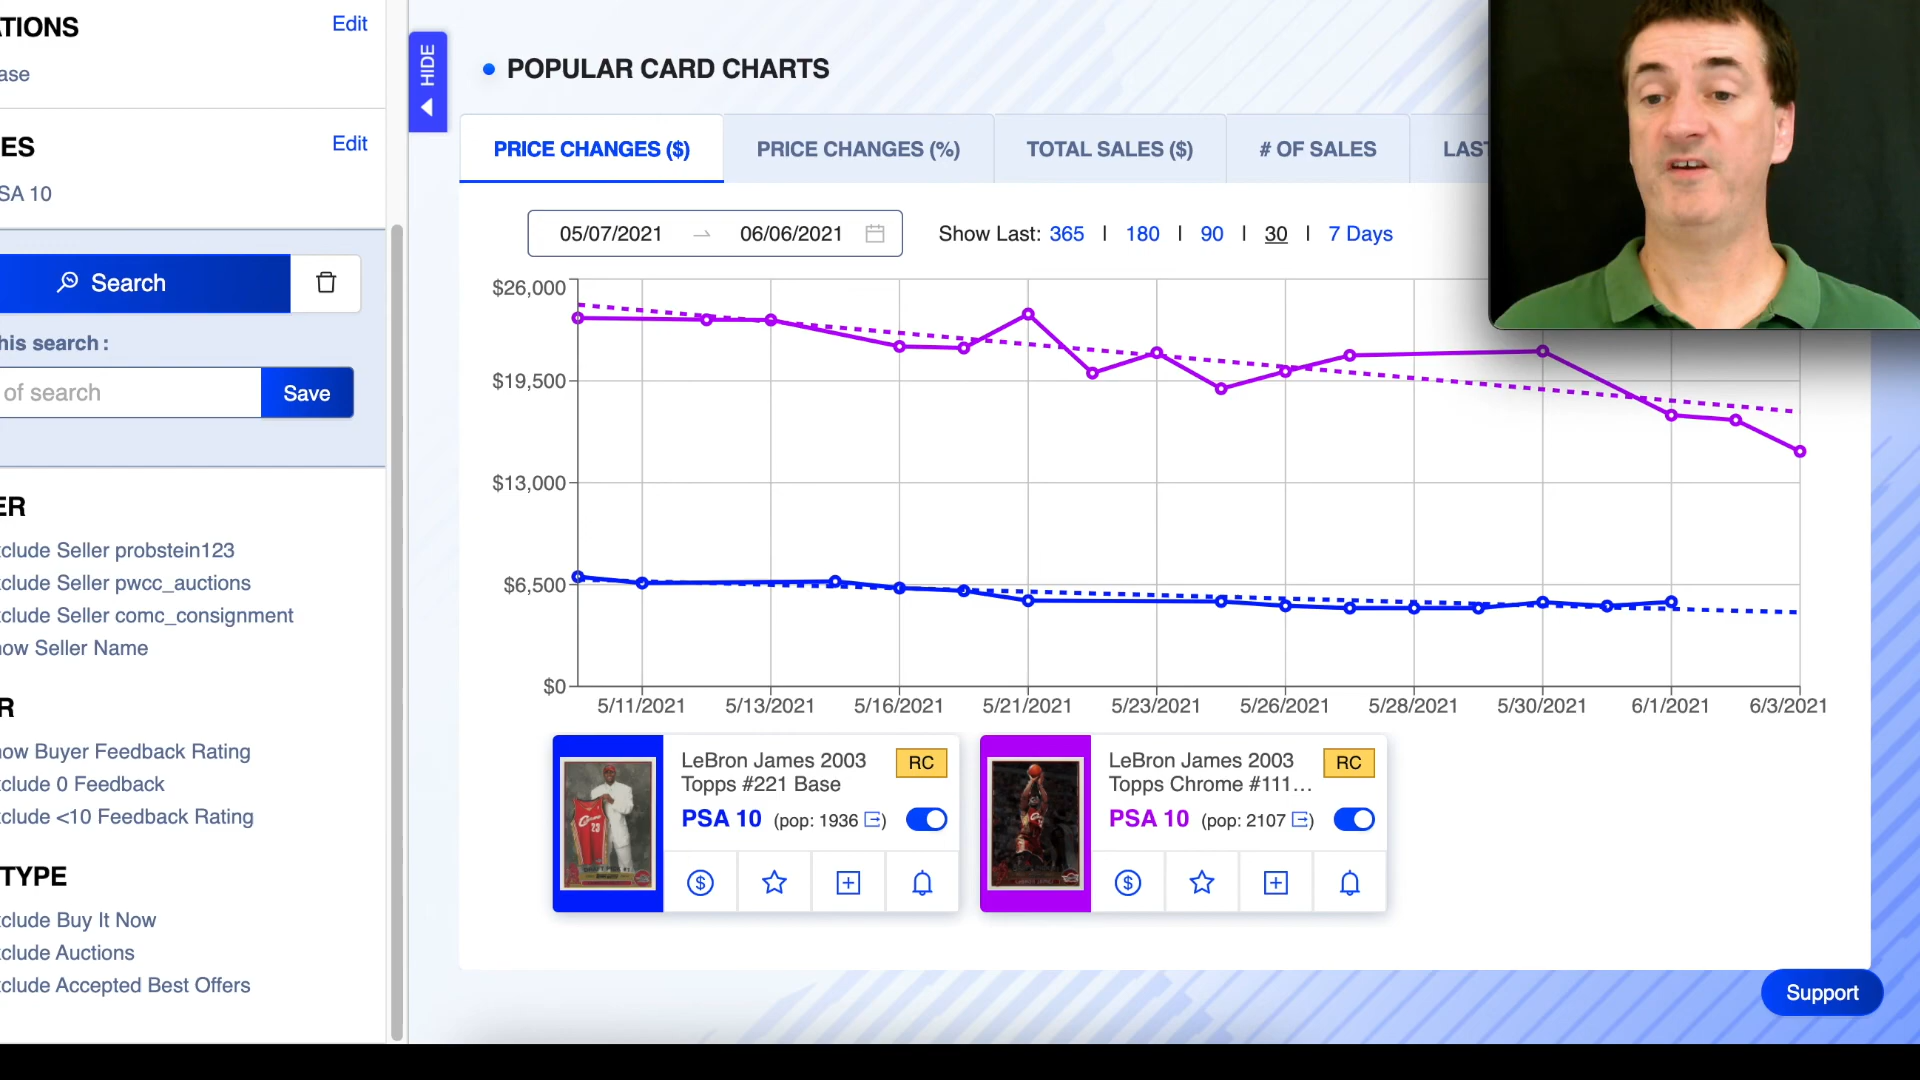 TIONS
Edit
ase
ES
Edit
SA 10
Search
his search :
of search
Save
ER
clude Seller probstein123
clude Seller pwcc_auctions
clude Seller comc_consignment
ow Seller Name
R
ow Buyer Feedback Rating
clude 0 Feedback
clude <10 Feedback Rating
TYPE
clude Buy It Now
clude Auctions
clude Accepted Best Offers
HIDE
POPULAR CARD CHARTS
PRICE CHANGES ($)
PRICE CHANGES (%)
TOTAL SALES ($)
# OF SALES
LAST
05/07/2021
06/06/2021
Show Last: 365 | 180 | 90 | 30 | 7 Days
$26,000
$19,500
$13,000
$6,500
$0
5/11/2021
5/13/2021
5/16/2021
5/21/2021
5/23/2021
5/26/2021
5/28/2021
5/30/2021
6/1/2021
6/3/2021
LeBron James 2003
Topps #221 Base
RC
PSA 10 (pop: 1936)
LeBron James 2003
Topps Chrome #111...
RC
PSA 10 (pop: 2107)
Support